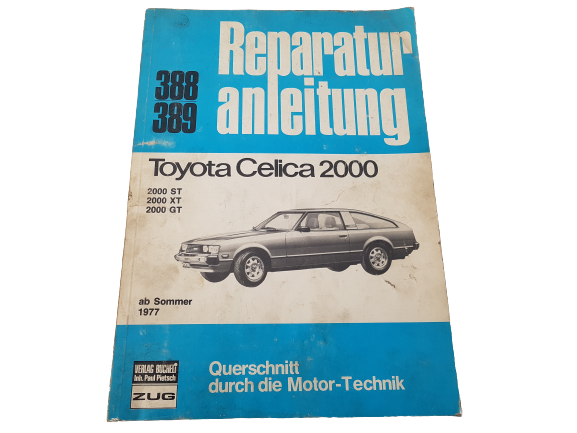 388
389
Reparatur
anleitung
Toyota Celica 2000
2000 ST
2000 XT
2000 GT
ab Sommer
1977
VERLAG BUCHELI
Inh. Paul Pietsch
ZUG
Querschnitt
durch die Motor-Technik